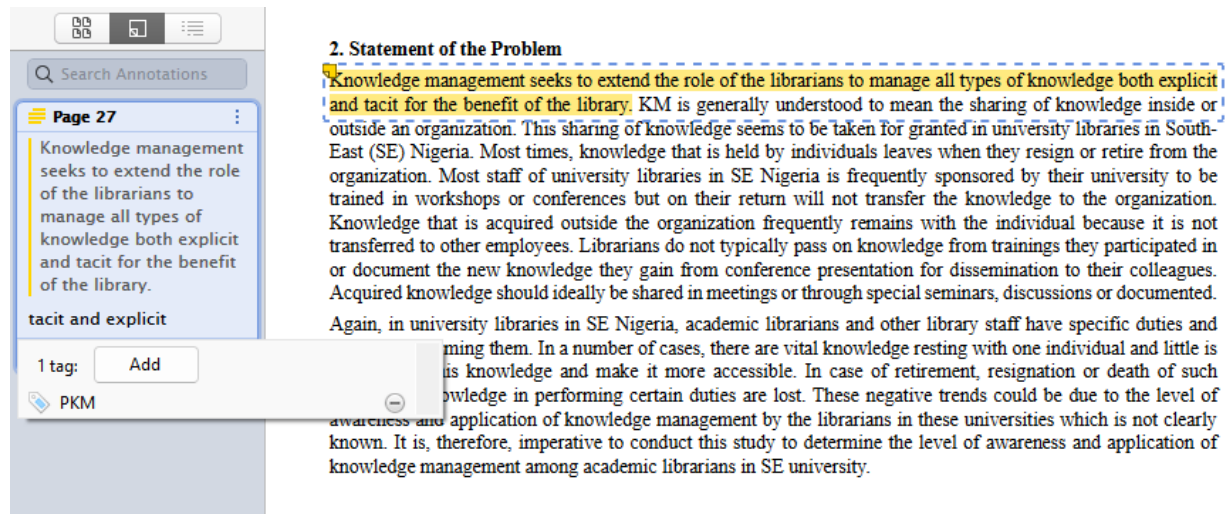 Search Annotations
Page 27
Knowledge management
seeks to extend the role
of the librarians to
manage all types of
knowledge both explicit
and tacit for the benefit
of the library.
tacit and explicit
1 tag:
Add
PKM
2. Statement of the Problem
Knowledge management seeks to extend the role of the librarians to manage all types of knowledge both explicit
and tacit for the benefit of the library. KM is generally understood to mean the sharing of knowledge inside or
outside an organization. This sharing of knowledge seems to be taken for granted in university libraries in South-
East (SE) Nigeria. Most times, knowledge that is held by individuals leaves when they resign or retire from the
organization. Most staff of university libraries in SE Nigeria is frequently sponsored by their university to be
trained in workshops or conferences but on their return will not transfer the knowledge to the organization.
Knowledge that is acquired outside the organization frequently remains with the individual because it is not
transferred to other employees. Librarians do not typically pass on knowledge from trainings they participated in
or document the new knowledge they gain from conference presentation for dissemination to their colleagues.
Acquired knowledge should ideally be shared in meetings or through special seminars, discussions or documented.
Again, in university libraries in SE Nigeria, academic librarians and other library staff have specific duties and
ming them. In a number of cases, there are vital knowledge resting with one individual and little is
is knowledge and make it more accessible. In case of retirement, resignation or death of such
owledge in performing certain duties are lost. These negative trends could be due to the level of
awareness and application of knowledge management by the librarians in these universities which is not clearly
known. It is, therefore, imperative to conduct this study to determine the level of awareness and application of
knowledge management among academic librarians in SE university.